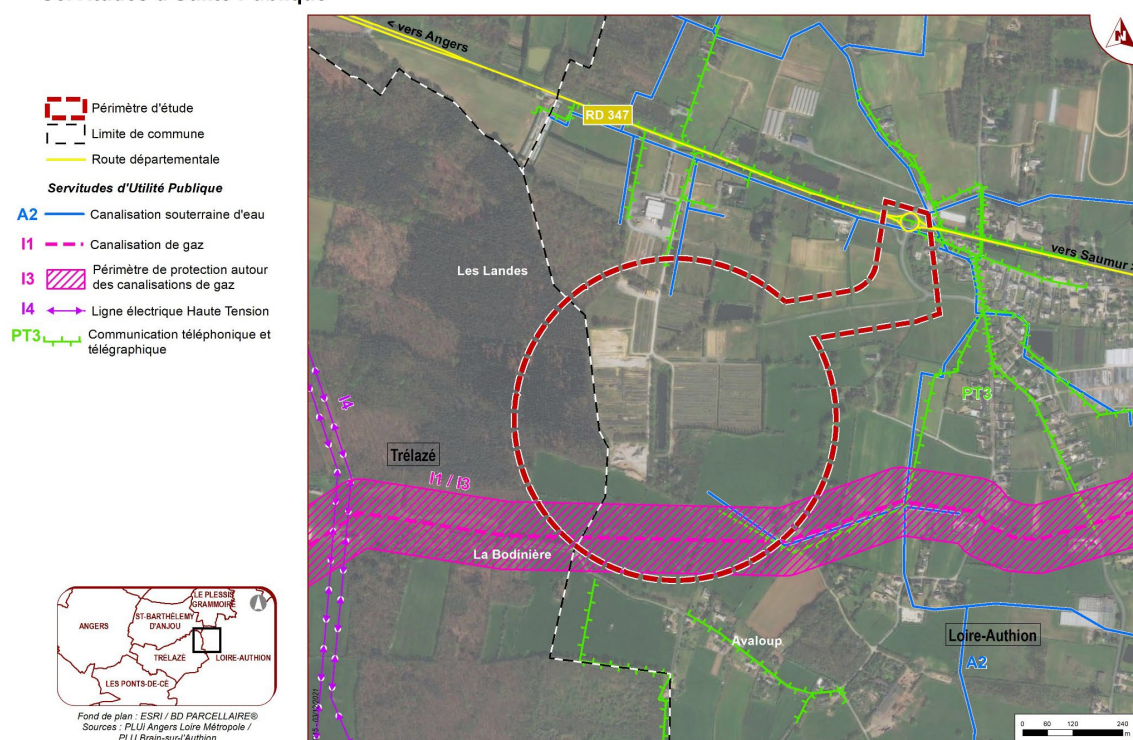 Périmètre d'étude
Limite de commune
Route départementale
Servitudes d'Utilité Publique
A2 Canalisation souterraine d'eau
I1 Canalisation de gaz
I3 Périmètre de protection autour
des canalisations de gaz
I4 Ligne électrique Haute Tension
PT3 Communication téléphonique et
télégraphique
< vers Angers
RD 347
vers Saumur >
Les Landes
I4
PT3
Trélazé
I1 / I3
La Bodinière
Avaloup
Loire-Authion
A2
N
0 60 120 240
m
LE PLESSIS
GRAMMOIRE
ANGERS
ST-BARTHÉLEMY
D'ANJOU
TRÉLAZÉ
LOIRE-AUTHION
LES PONTS-DE-CÉ
Fond de plan : ESRI / BD PARCELLAIRE®
Sources : PLUi Angers Loire Métropole /
PLU Brain-sur-l'Authion